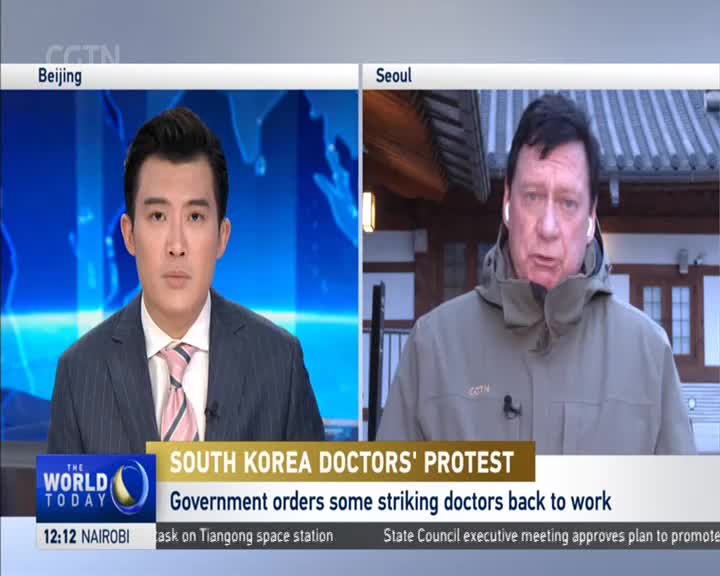 CGTN
Beijing
Seoul
CGTN
SOUTH KOREA DOCTORS' PROTEST
THE
WORLD
TODAY
Government orders some striking doctors back to work
12:12 NAIROBI
task on Tiangong space station
State Council executive meeting approves plan to promote